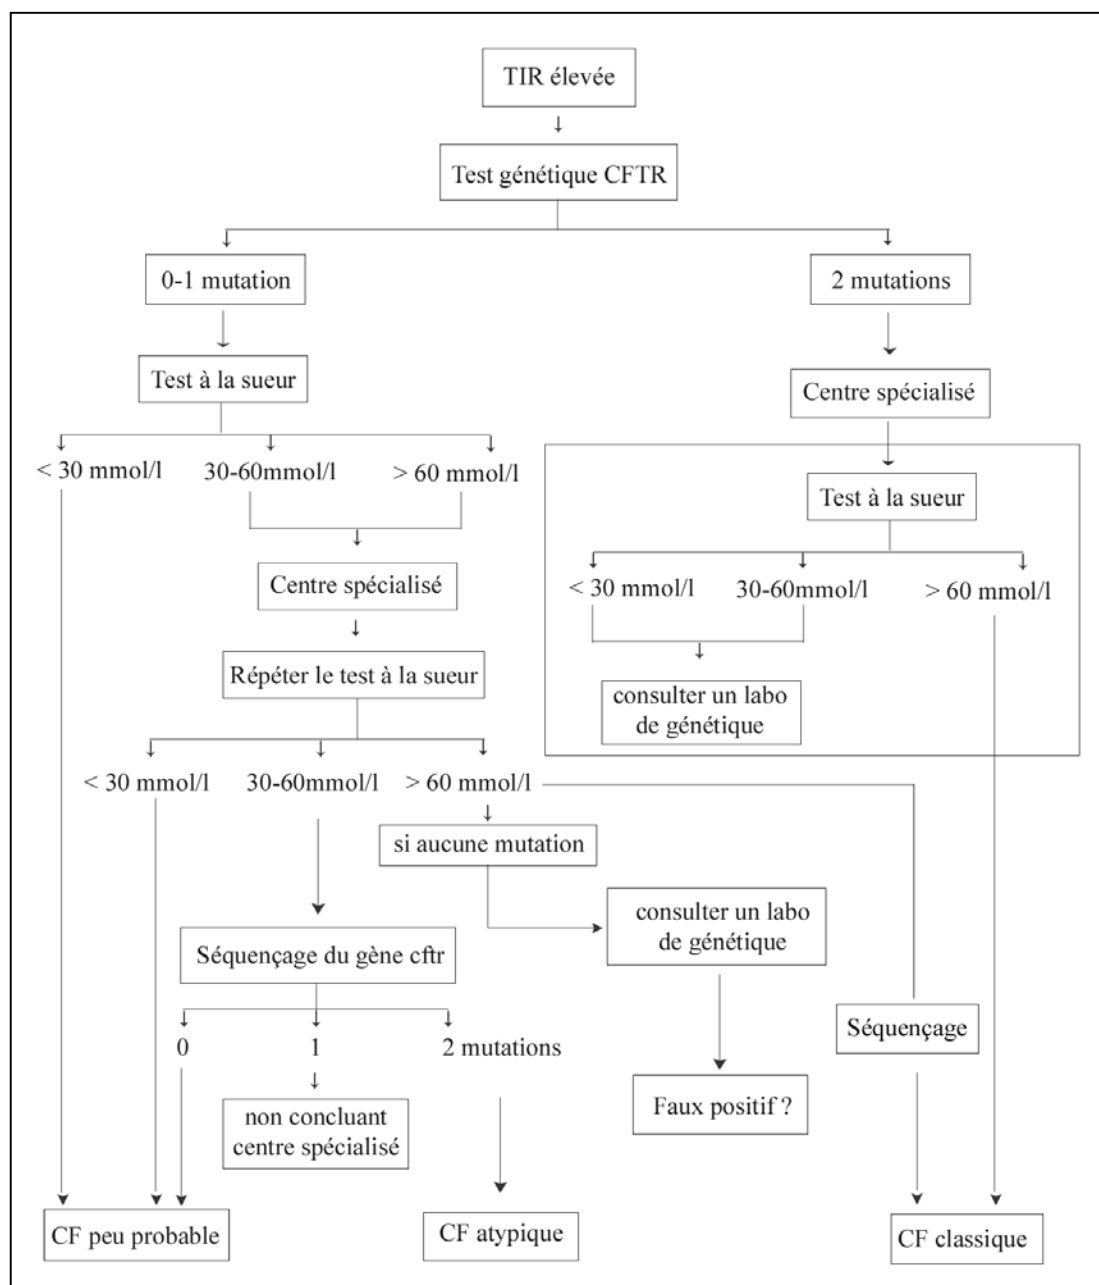 TIR élevée
Test génétique CFTR
0-1 mutation
2 mutations
Test à la sueur
Centre spécialisé
< 30 mmol/l
30-60mmol/l
> 60 mmol/l
Test à la sueur
Centre spécialisé
< 30 mmol/l
30-60mmol/l
> 60 mmol/l
Répéter le test à la sueur
consulter un labo
de génétique
< 30 mmol/l
30-60mmol/l
> 60 mmol/l
si aucune mutation
consulter un labo
de génétique
Séquençage du gène cftr
Séquençage
0
1
2 mutations
non concluant
centre spécialisé
Faux positif ?
CF peu probable
CF atypique
CF classique